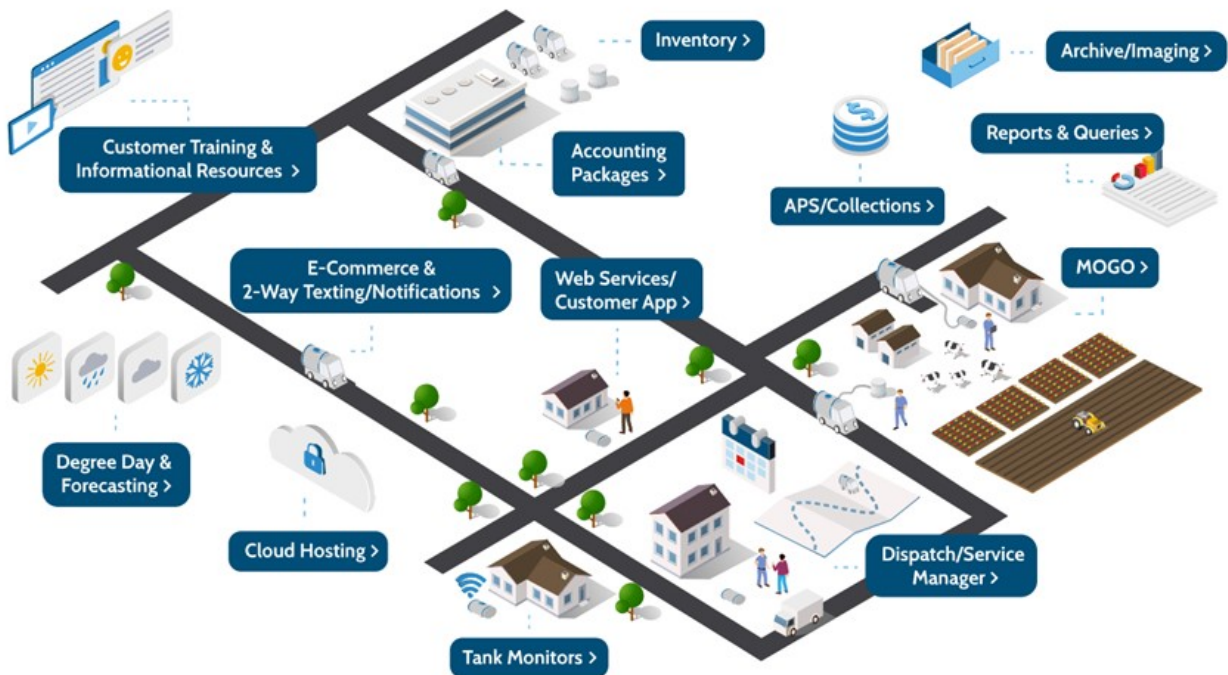 Inventory >
Archive/Imaging >
Customer Training &
Informational Resources >
Accounting
Packages >
Reports & Queries >
APS/Collections >
E-Commerce &
2-Way Texting/Notifications >
Web Services/
Customer App >
MOGO >
Degree Day &
Forecasting >
Cloud Hosting >
Dispatch/Service
Manager >
Tank Monitors >
$